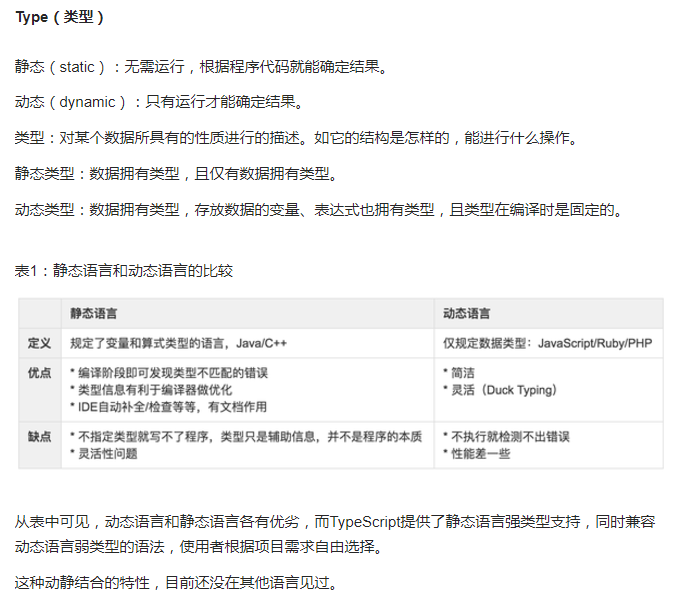 Type（类型）
静态（static）：无需运行，根据程序代码就能确定结果。
动态（dynamic）：只有运行才能确定结果。
类型：对某个数据所具有的性质进行的描述。如它的结构是怎样的，能进行什么操作。
静态类型：数据拥有类型，且仅有数据拥有类型。
动态类型：数据拥有类型，存放数据的变量、表达式也拥有类型，且类型在编译时是固定的。
表1：静态语言和动态语言的比较
静态语言 动态语言
定义 规定了变量和算式类型的语言，Java/C++ 仅规定数据类型：JavaScript/Ruby/PHP
优点 * 编译阶段即可发现类型不匹配的错误 * 简洁
* 类型信息有利于编译器做优化 * 灵活（Duck Typing）
* IDE自动补全/检查等等，有文档作用
缺点 * 不指定类型就写不了程序，类型只是辅助信息，并不是程序的本质 * 不执行就检测不出错误
* 灵活性问题 * 性能差一些
从表中可见，动态语言和静态语言各有优劣，而TypeScript提供了静态语言强类型支持，同时兼容
动态语言弱类型的语法，使用者根据项目需求自由选择。
这种动静结合的特性，目前还没在其他语言见过。